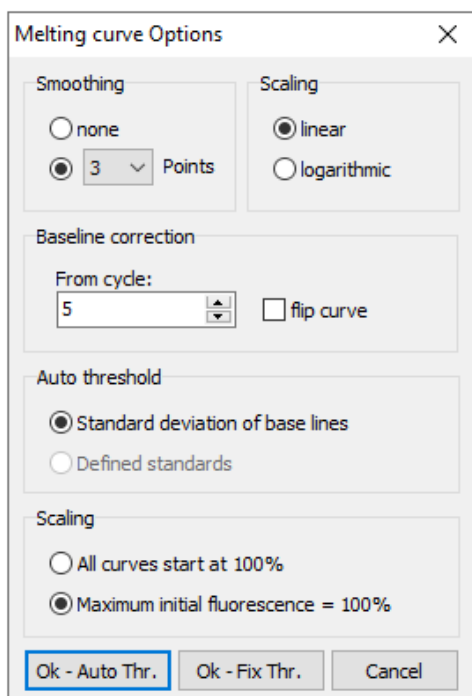 Melting curve Options
Smoothing
none
3 Points
Scaling
linear
logarithmic
Baseline correction
From cycle:
5
flip curve
Auto threshold
Standard deviation of base lines
Defined standards
Scaling
All curves start at 100%
Maximum initial fluorescence = 100%
Ok - Auto Thr. Ok - Fix Thr. Cancel